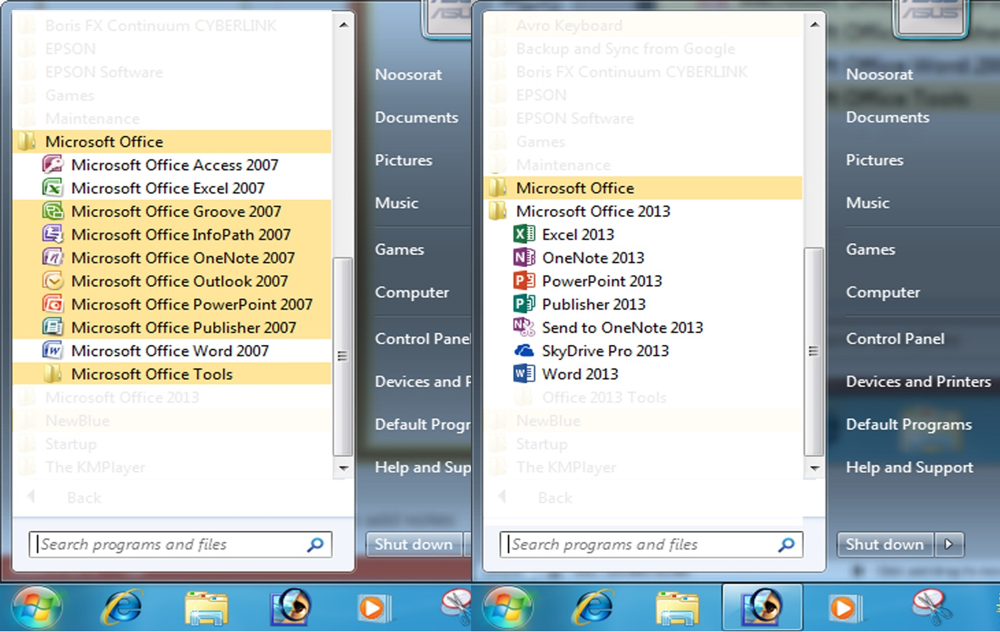 Boris FX Continuum CYBERLINK
EPSON
EPSON Software
Games
Maintenance
Microsoft Office
Microsoft Office Access 2007
Microsoft Office Excel 2007
Microsoft Office Groove 2007
Microsoft Office InfoPath 2007
Microsoft Office OneNote 2007
Microsoft Office Outlook 2007
Microsoft Office PowerPoint 2007
Microsoft Office Publisher 2007
Microsoft Office Word 2007
Microsoft Office Tools
Microsoft Office 2013
NewBlue
Startup
The KMPlayer
Back
Search programs and files
ASUS
Noosorat
Documents
Pictures
Music
Games
Computer
Control Panel
Devices and P
Default Progr
Help and Sup
Shut down
Avro Keyboard
Backup and Sync from Google
Boris FX Continuum CYBERLINK
EPSON
EPSON Software
Games
Maintenance
Microsoft Office
Microsoft Office 2013
Excel 2013
OneNote 2013
PowerPoint 2013
Publisher 2013
Send to OneNote 2013
SkyDrive Pro 2013
Word 2013
Office 2013 Tools
NewBlue
Startup
The KMPlayer
Back
Search programs and files
ASUS
Noosorat
Documents
Pictures
Music
Games
Computer
Control Panel
Devices and Printers
Default Programs
Help and Support
Shut down